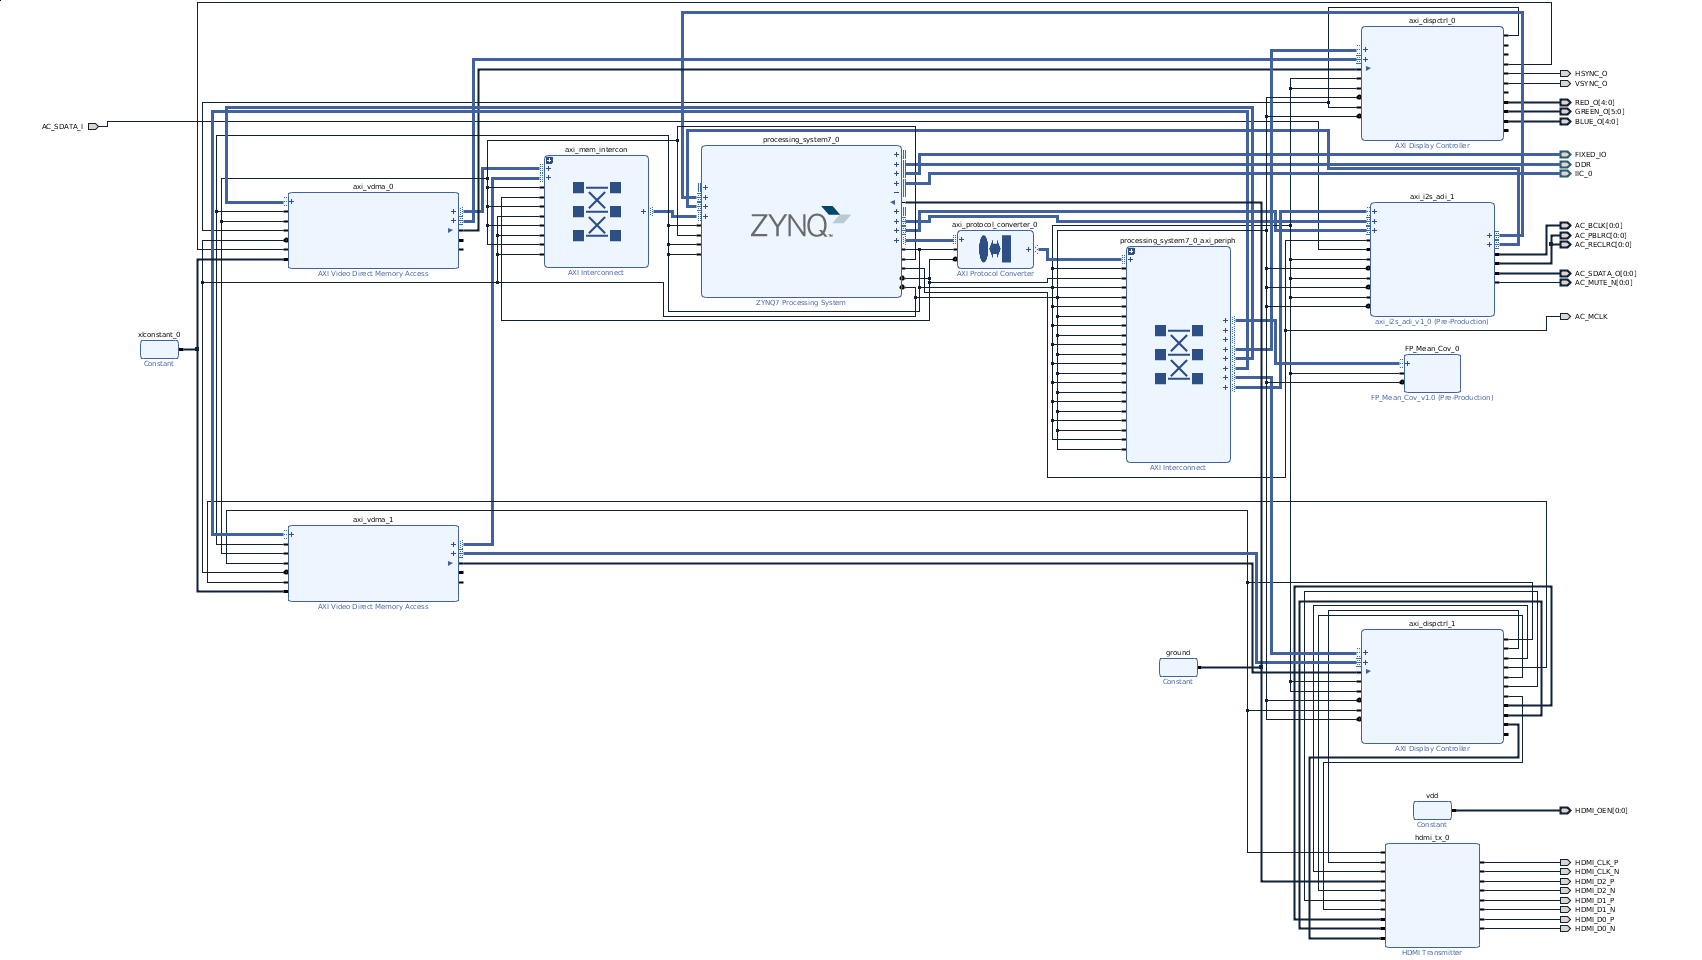 axi_dispctrl_0
HSYNC_O
VSYNC_O
RED_O[4:0]
GREEN_O[5:0]
BLUE_O[4:0]
AXI Display Controller
AC_SDATA_I
processing_system7_0
axi_mem_intercon
FIXED_IO
DDR
IIC_0
axi_vdma_0
axi_i2s_adi_1
ZYNQ
axi_protocol_converter_0
processing_system7_0_axi_periph
AC_BCLK[0:0]
AC_PBLRC[0:0]
AC_RECLRC[0:0]
AXI Video Direct Memory Access
AXI Interconnect
AXI Protocol Converter
AC_SDATA_O[0:0]
AC_MUTE_N[0:0]
ZYNQ7 Processing System
axi_i2s_adi_v1_0 (Pre-Production)
AC_MCLK
xlconstant_0
Constant
FP_Mean_Cov_0
FP_Mean_Cov_v1.0 (Pre-Production)
AXI Interconnect
axi_vdma_1
AXI Video Direct Memory Access
axi_dispctrl_1
ground
Constant
AXI Display Controller
vdd
Constant
HDMI_OEN[0:0]
hdmi_tx_0
HDMI_CLK_P
HDMI_CLK_N
HDMI_D2_P
HDMI_D2_N
HDMI_D1_P
HDMI_D1_N
HDMI_D0_P
HDMI_D0_N
HDMI Transmitter